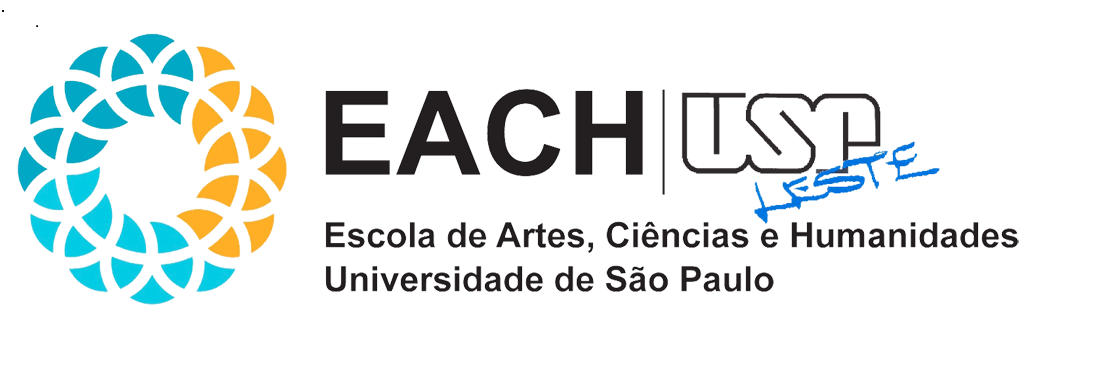 EACH USP
LESTE
Escola de Artes, Ciências e Humanidades
Universidade de São Paulo